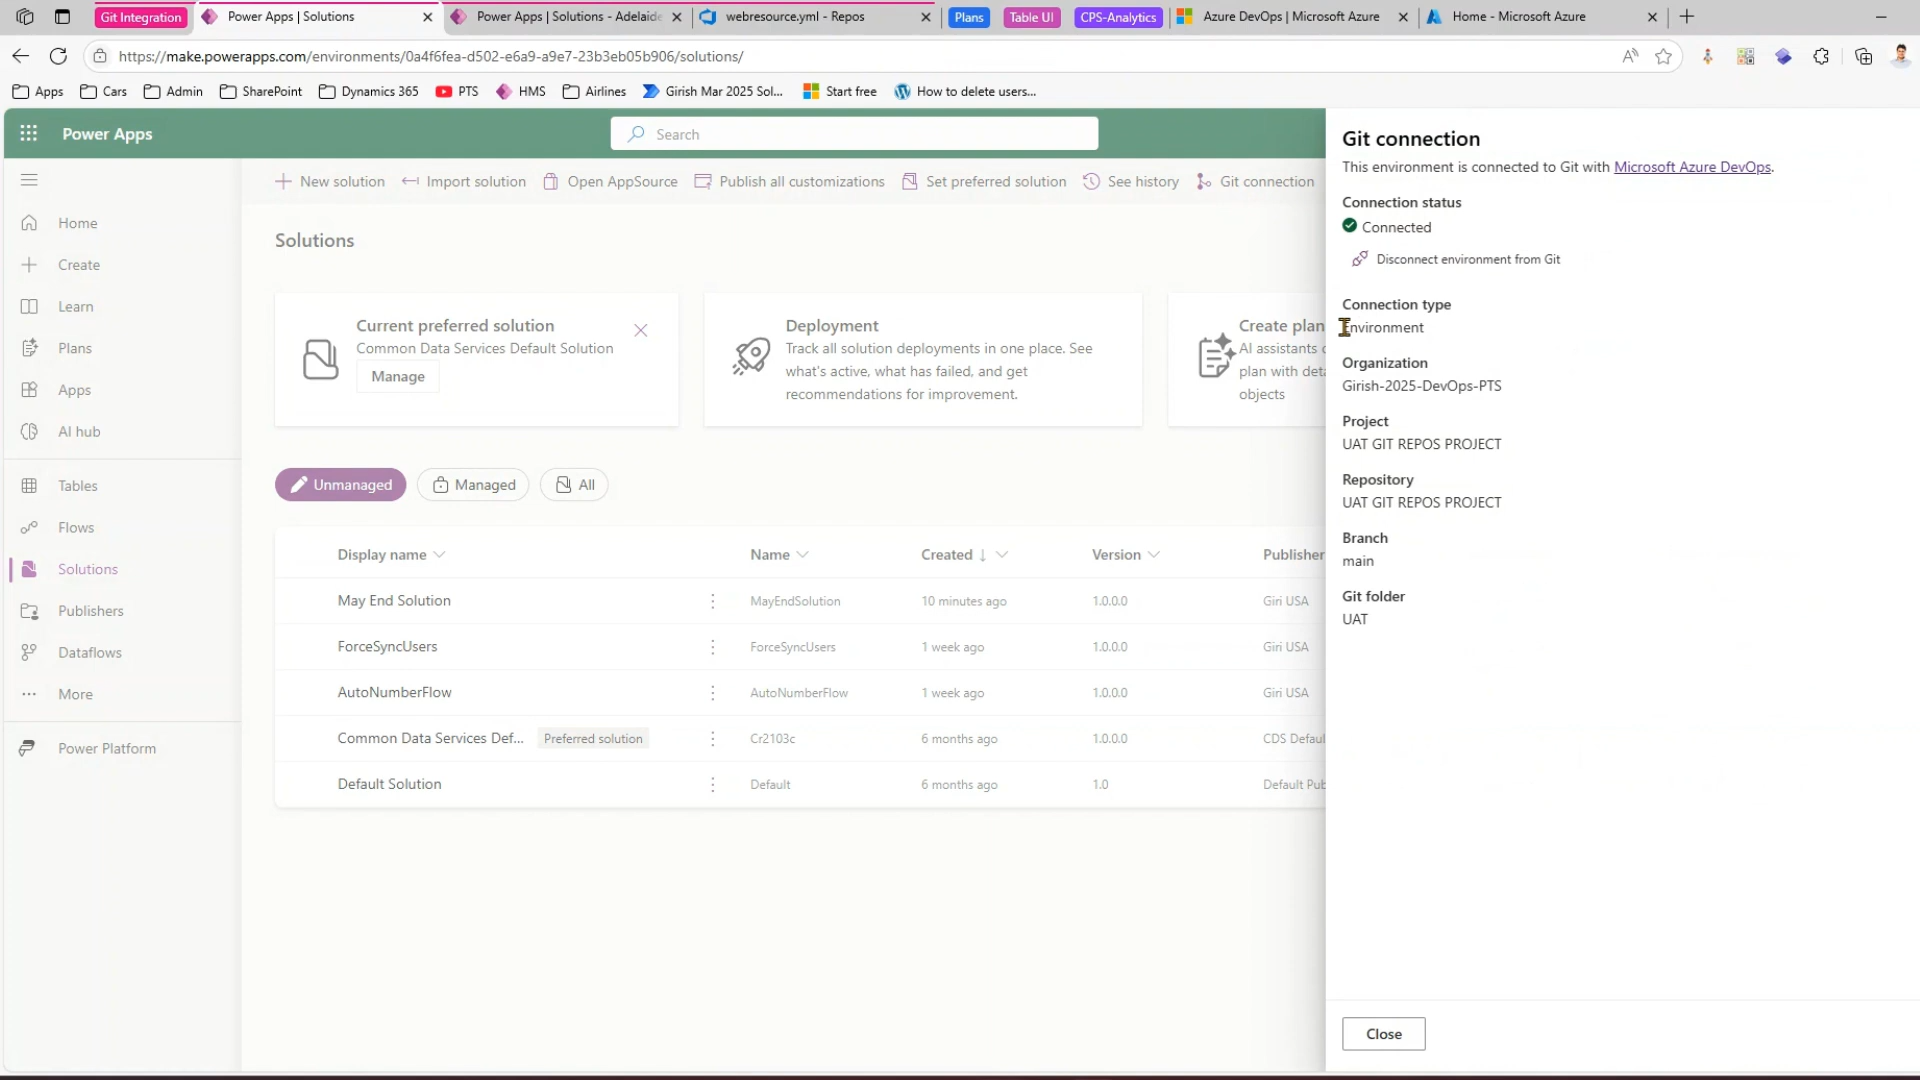 Git Integration
Power Apps | Solutions
Power Apps | Solutions - Adelaide
webresource.yml - Repos
Plans
Table UI
CPS-Analytics
Azure DevOps | Microsoft Azure
Home - Microsoft Azure
https://make.powerapps.com/environments/0a4f6fea-d502-e6a9-a9e7-23b3eb05b906/solutions/
Apps
Cars
Admin
SharePoint
Dynamics 365
PTS
HMS
Airlines
Girish Mar 2025 Sol...
Start free
How to delete users...
Power Apps
Search
New solution
Import solution
Open AppSource
Publish all customizations
Set preferred solution
See history
Git connection
Home
Create
Learn
Plans
Apps
AI hub
Tables
Flows
Solutions
Publishers
Dataflows
More
Power Platform
Solutions
Current preferred solution
Common Data Services Default Solution
Manage
Deployment
Track all solution deployments in one place. See
what's active, what has failed, and get
recommendations for improvement.
Create plan
AI assistants
plan with deta
objects
Unmanaged
Managed
All
Display name
Name
Created
Version
Publisher
May End Solution
MayEndSolution
10 minutes ago
1.0.0.0
Giri USA
ForceSyncUsers
ForceSyncUsers
1 week ago
1.0.0.0
Giri USA
AutoNumberFlow
AutoNumberFlow
1 week ago
1.0.0.0
Giri USA
Common Data Services Def...
Preferred solution
Cr2103c
6 months ago
1.0.0.0
CDS Defaul
Default Solution
Default
6 months ago
1.0
Default Pub
Git connection
This environment is connected to Git with Microsoft Azure DevOps.
Connection status
Connected
Disconnect environment from Git
Connection type
Environment
Organization
Girish-2025-DevOps-PTS
Project
UAT GIT REPOS PROJECT
Repository
UAT GIT REPOS PROJECT
Branch
main
Git folder
UAT
Close